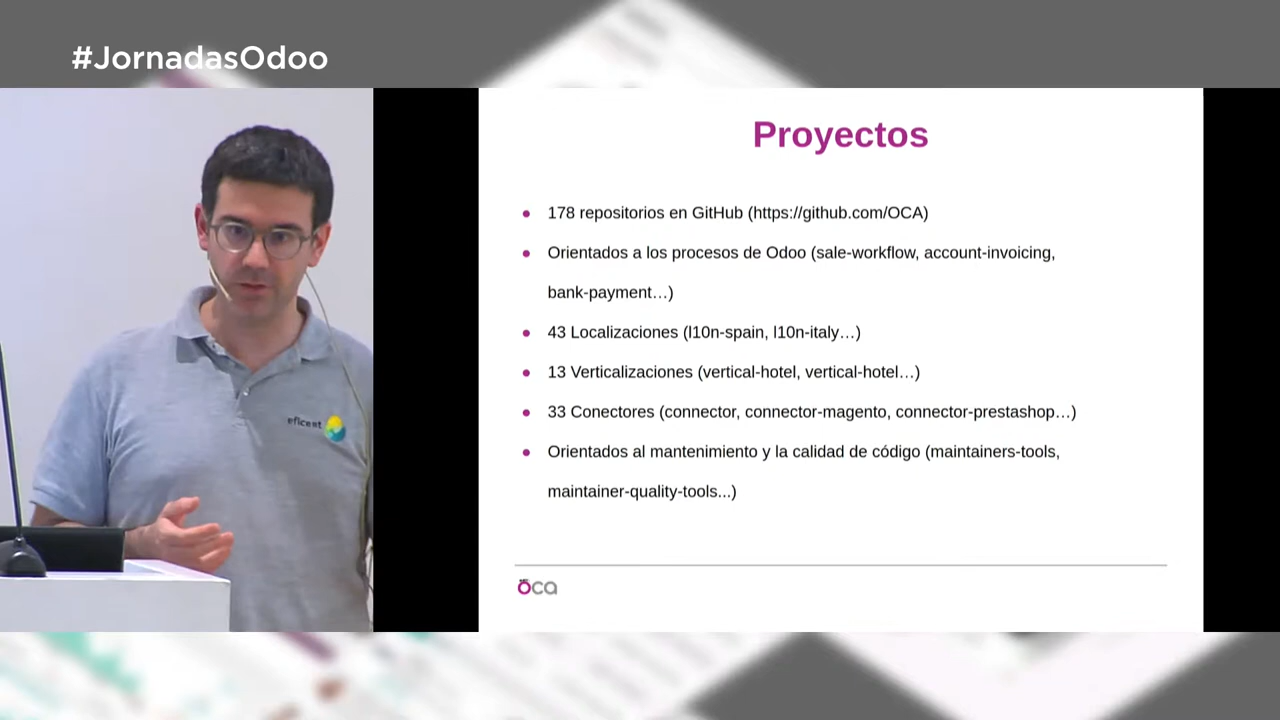 #JornadasOdoo
Proyectos
178 repositorios en GitHub (https://github.com/OCA)
Orientados a los procesos de Odoo (sale-workflow, account-invoicing,
bank-payment…)
43 Localizaciones (l10n-spain, l10n-italy…)
13 Verticalizaciones (vertical-hotel, vertical-hotel…)
33 Conectores (connector, connector-magento, connector-prestashop…)
Orientados al mantenimiento y la calidad de código (maintainers-tools,
maintainer-quality-tools...)
eficent
oca